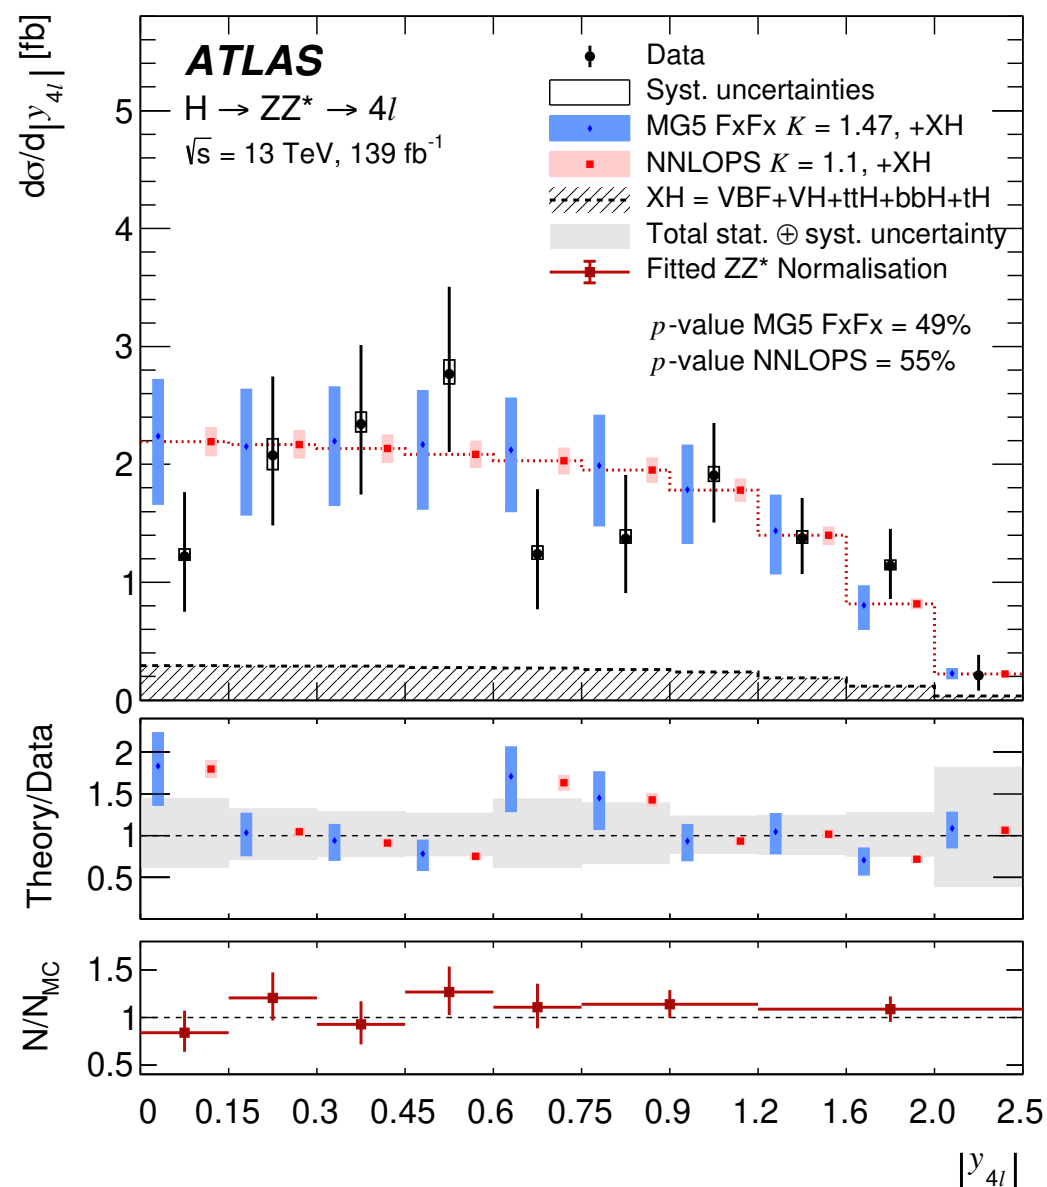 ATLAS
H → ZZ* → 4l
√s = 13 TeV, 139 fb⁻¹
Data
Syst. uncertainties
MG5 FxFx K = 1.47, +XH
NNLOPS K = 1.1, +XH
XH = VBF+VH+ttH+bbH+tH
Total stat. ⊕ syst. uncertainty
Fitted ZZ* Normalisation
p-value MG5 FxFx = 49%
p-value NNLOPS = 55%
dσ/d|y₄ₗ| [fb]
5
4
3
2
1
0
Theory/Data
2
1.5
1
0.5
N/N_MC
1.5
1
0.5
0 0.15 0.3 0.45 0.6 0.75 0.9 1.2 1.6 2.0 2.5
|y₄ₗ|